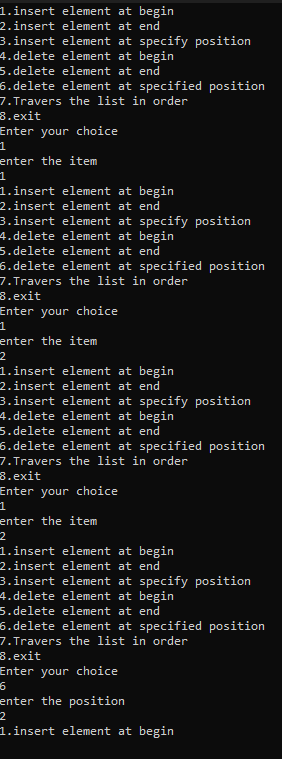 1.insert element at begin
2.insert element at end
3.insert element at specify position
4.delete element at begin
5.delete element at end
6.delete element at specified position
7.Travers the list in order
8.exit
Enter your choice
1
enter the item
1
1.insert element at begin
2.insert element at end
3.insert element at specify position
4.delete element at begin
5.delete element at end
6.delete element at specified position
7.Travers the list in order
8.exit
Enter your choice
1
enter the item
2
1.insert element at begin
2.insert element at end
3.insert element at specify position
4.delete element at begin
5.delete element at end
6.delete element at specified position
7.Travers the list in order
8.exit
Enter your choice
1
enter the item
2
1.insert element at begin
2.insert element at end
3.insert element at specify position
4.delete element at begin
5.delete element at end
6.delete element at specified position
7.Travers the list in order
8.exit
Enter your choice
6
enter the position
2
1.insert element at begin